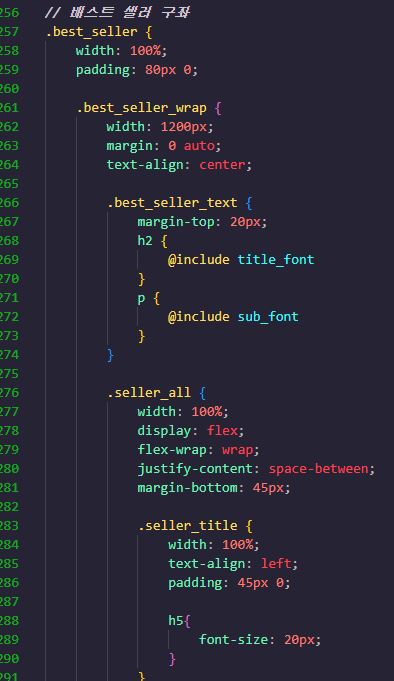 256 // 베스트 셀러 구좌
257 .best_seller {
258 width: 100%;
259 padding: 80px 0;
260
261 .best_seller_wrap {
262 width: 1200px;
263 margin: 0 auto;
264 text-align: center;
265
266 .best_seller_text {
267 margin-top: 20px;
268 h2 {
269 @include title_font
270 }
271 p {
272 @include sub_font
273 }
274 }
275
276 .seller_all {
277 width: 100%;
278 display: flex;
279 flex-wrap: wrap;
280 justify-content: space-between;
281 margin-bottom: 45px;
282
283 .seller_title {
284 width: 100%;
285 text-align: left;
286 padding: 45px 0;
287
288 h5{
289 font-size: 20px;
290 }
291 }